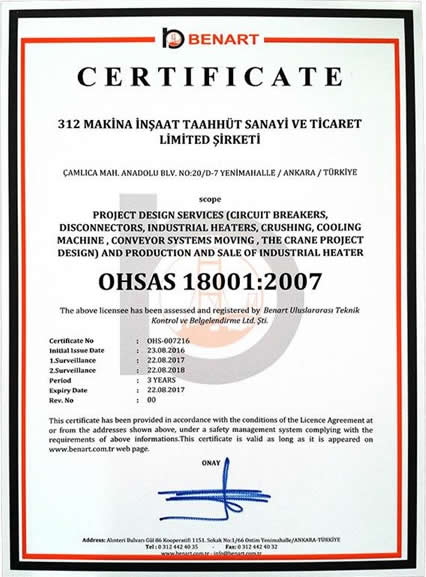 BENART
CERTIFICATE
312 MAKİNA İNŞAAT TAAHHÜT SANAYİ VE TİCARET
LIMITED ŞİRKETİ
ÇAMLICA MAH. ANADOLU BLV. NO:20/D-7 YENİMAHALLE / ANKARA / TÜRKİYE
scope
PROJECT DESIGN SERVICES (CIRCUIT BREAKERS,
DISCONNECTORS, INDUSTRIAL HEATERS, CRUSHING, COOLING
MACHINE , CONVEYOR SYSTEMS MOVING , THE CRANE PROJECT
DESIGN) AND PRODUCTION AND SALE OF INDUSTRIAL HEATER
OHSAS 18001:2007
The above licensee has been assessed and registered by Benart Uluslararası Teknik
Kontrol ve Belgelendirme Ltd. Şti.
Certificate No : OHS-007216
Initial Issue Date : 23.08.2016
1.Surveillance : 22.08.2017
2.Surveillance : 22.08.2018
Period : 3 YEARS
Expiry Date : 22.08.2017
Rev. No : 00
This certificate has been provided in accordance with the conditions of the Licence Agreement at
or from the addresses shown above, under a safety management system complying with the
requirements of above informations.This certificate is valid as long as it is appeared on
www.benart.com.tr web page.
ONAY
Address: Alınteri Bulvarı Gül 86 Kooperatifi 1151. Sokak No:1/66 Ostim Yenimahalle/ANKARA-TÜRKİYE
Tel : 0 312 442 40 35 - Fax: 0 312 442 40 32
www.benart.com.tr - info@benart.com.tr